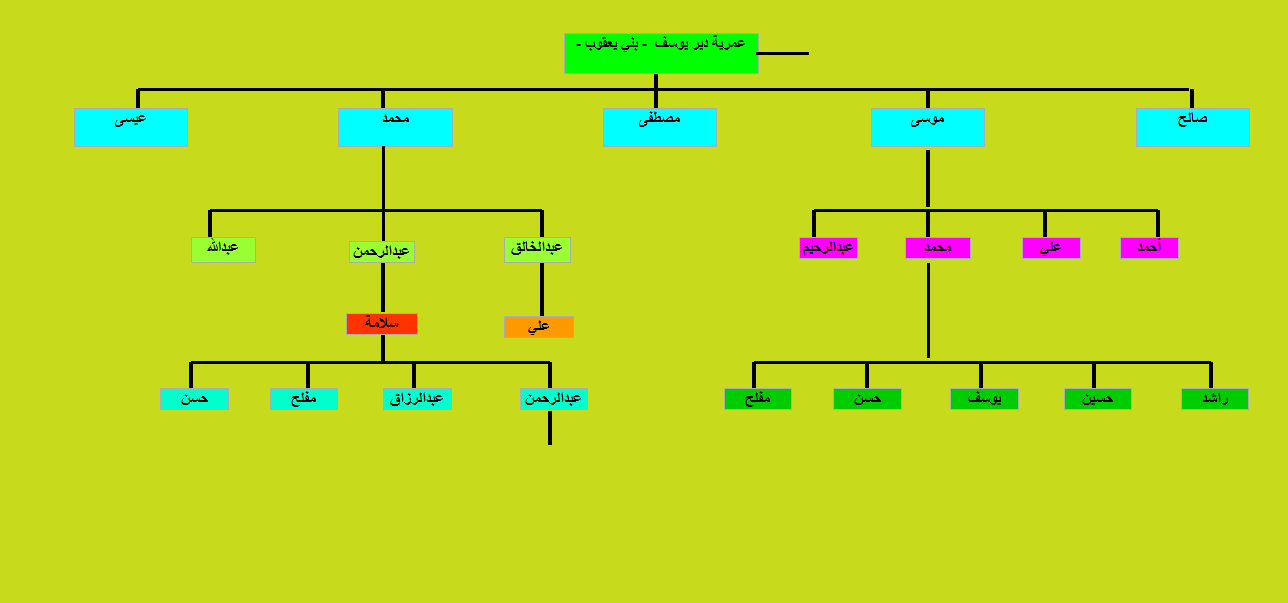 عمرية دير يوسف - بني يعقوب -
صالح
موسى
مصطفى
محمد
عيسى
أحمد
علي
محمد
عبدالرحيم
عبدالخالق
عبدالرحمن
عبدالله
علي
سلامة
راشد
حسين
يوسف
حسن
مفلح
عبدالرحمن
عبدالرزاق
مفلح
حسن